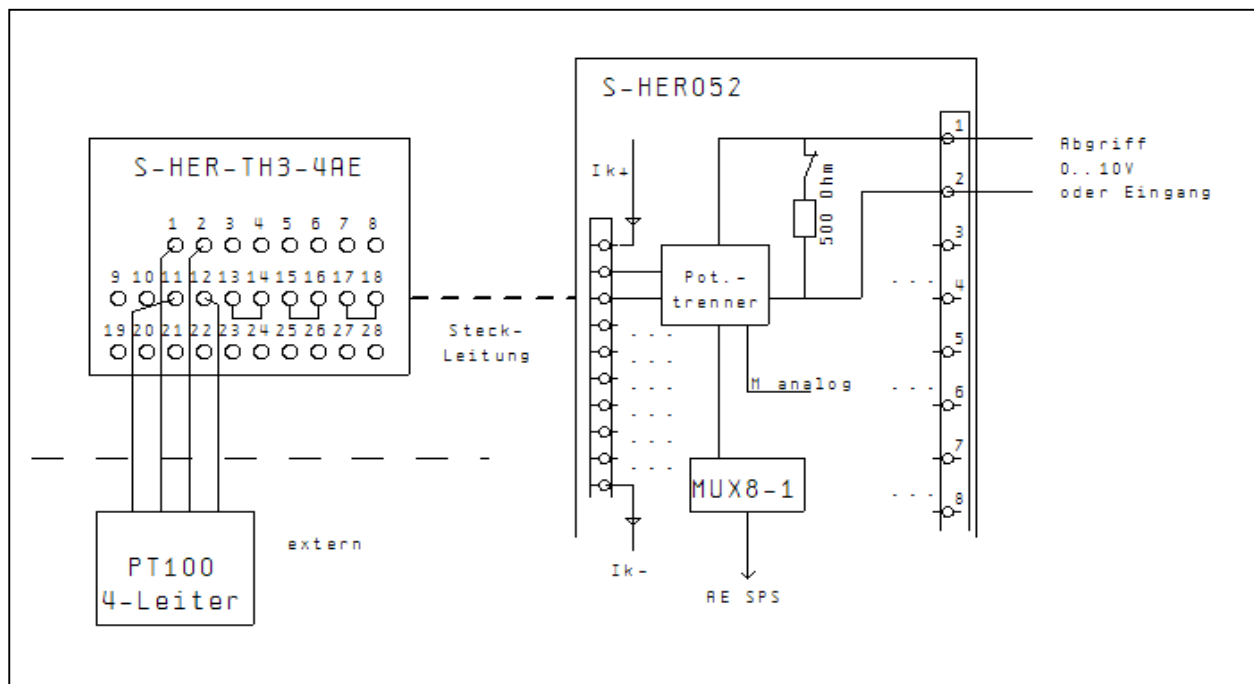 S-HER052
S-HER-TH3-4AE
1 2 3 4 5 6 7 8
9 10 11 12 13 14 15 16 17 18
19 20 21 22 23 24 25 26 27 28
Steck-
Leitung
extern
PT100
4-Leiter
Ik+
Pot.-
trenner
500 Ohm
M analog
MUX8-1
Ik-
AE SPS
1
2
3
4
5
6
7
8
Abgriff
0..10V
oder Eingang